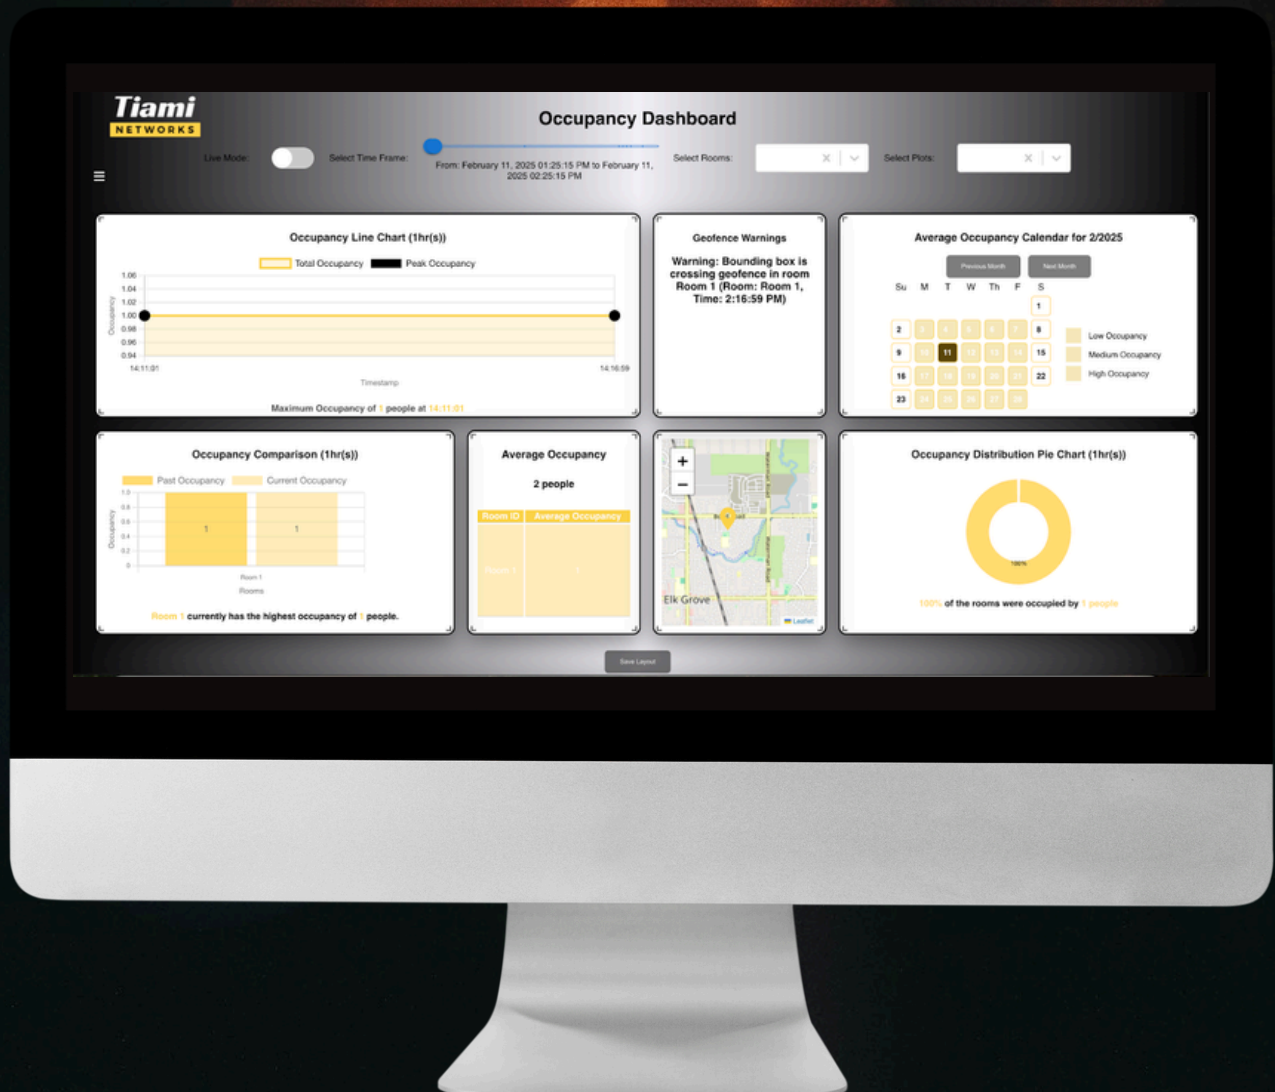 Tiami
NETWORKS
Occupancy Dashboard
Live Mode:
Select Time Frame:
From: February 11, 2025 01:25:15 PM to February 11,
2025 02:25:15 PM
Select Rooms:
Select Plots:
Occupancy Line Chart (1hr(s))
Total Occupancy
Peak Occupancy
1.06
1.04
1.02
1.00
0.98
0.96
0.94
Occupancy
14:11:01
14:16:59
Timestamp
Maximum Occupancy of 1 people at 14:11:01
Geofence Warnings
Warning: Bounding box is
crossing geofence in room
Room 1 (Room: Room 1,
Time: 2:16:59 PM)
Average Occupancy Calendar for 2/2025
Previous Month
Next Month
Su M T W Th F S
1
2 3 4 5 6 7 8
9 10 11 12 13 14 15
16 17 18 19 20 21 22
23 24 25 26 27 28
Low Occupancy
Medium Occupancy
High Occupancy
Occupancy Comparison (1hr(s))
Past Occupancy
Current Occupancy
1.0
0.8
0.6
0.4
0.2
0
Occupancy
1
1
Room 1
Rooms
Room 1 currently has the highest occupancy of 1 people.
Average Occupancy
2 people
Room ID Average Occupancy
Room 1 1
+
−
Elk Grove
Leaflet
Occupancy Distribution Pie Chart (1hr(s))
100%
100% of the rooms were occupied by 1 people
Save Layout